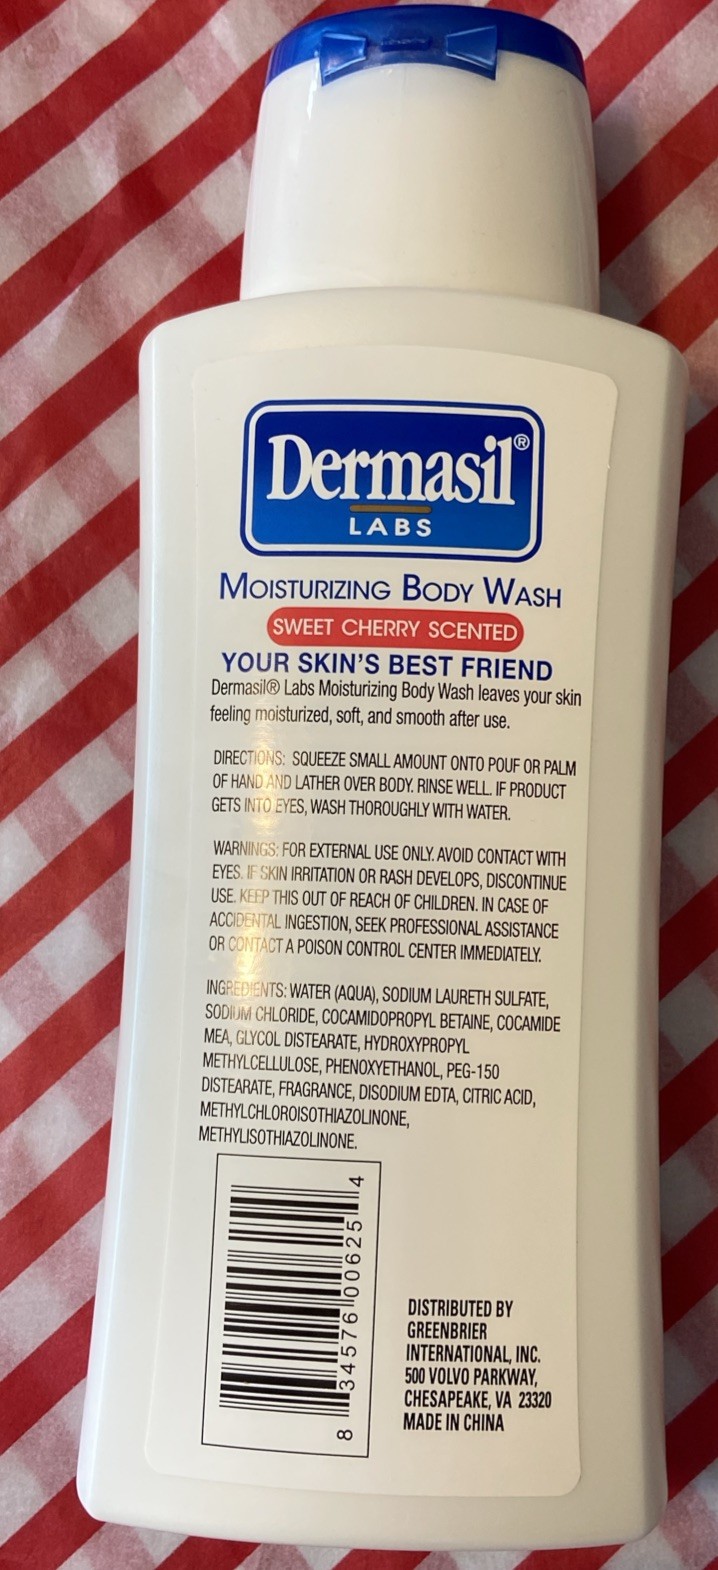 Dermasil®
LABS
MOISTURIZING BODY WASH
SWEET CHERRY SCENTED
YOUR SKIN'S BEST FRIEND
Dermasil® Labs Moisturizing Body Wash leaves your skin
feeling moisturized, soft, and smooth after use.
DIRECTIONS: SQUEEZE SMALL AMOUNT ONTO POUF OR PALM
OF HAND AND LATHER OVER BODY. RINSE WELL. IF PRODUCT
GETS INTO EYES, WASH THOROUGHLY WITH WATER.
WARNINGS: FOR EXTERNAL USE ONLY. AVOID CONTACT WITH
EYES. IF SKIN IRRITATION OR RASH DEVELOPS, DISCONTINUE
USE. KEEP THIS OUT OF REACH OF CHILDREN. IN CASE OF
ACCIDENTAL INGESTION, SEEK PROFESSIONAL ASSISTANCE
OR CONTACT A POISON CONTROL CENTER IMMEDIATELY.
INGREDIENTS: WATER (AQUA), SODIUM LAURETH SULFATE,
SODIUM CHLORIDE, COCAMIDOPROPYL BETAINE, COCAMIDE
MEA, GLYCOL DISTEARATE, HYDROXYPROPYL
METHYLCELLULOSE, PHENOXYETHANOL, PEG-150
DISTEARATE, FRAGRANCE, DISODIUM EDTA, CITRIC ACID,
METHYLCHLOROISOTHIAZOLINONE,
METHYLISOTHIAZOLINONE.
8 34576 00625 4
DISTRIBUTED BY
GREENBRIER
INTERNATIONAL, INC.
500 VOLVO PARKWAY,
CHESAPEAKE, VA 23320
MADE IN CHINA